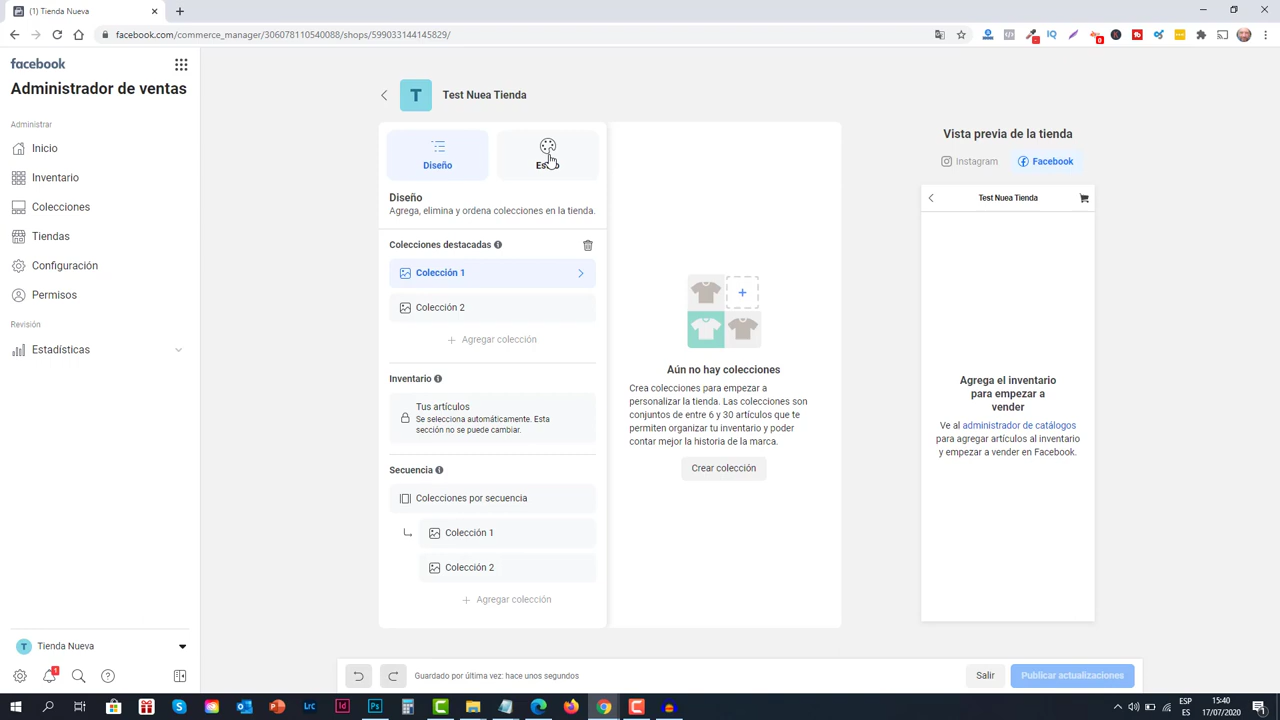 (1) Tienda Nueva
facebook.com/commerce_manager/306078110540088/shops/599033144145829/
facebook
Administrador de ventas
Administrar
Inicio
Inventario
Colecciones
Tiendas
Configuración
Permisos
Revisión
Estadísticas
T Tienda Nueva
1
T Test Nuea Tienda
Diseño
Diseño
Agrega, elimina y ordena colecciones en la tienda.
Colecciones destacadas
Colección 1
Colección 2
+ Agregar colección
Inventario
Tus artículos
Se selecciona automáticamente. Esta
sección no se puede cambiar.
Secuencia
Colecciones por secuencia
Colección 1
Colección 2
+ Agregar colección
Aún no hay colecciones
Crea colecciones para empezar a
personalizar la tienda. Las colecciones son
conjuntos de entre 6 y 30 artículos que te
permiten organizar tu inventario y poder
contar mejor la historia de la marca.
Crear colección
Vista previa de la tienda
Instagram Facebook
Test Nuea Tienda
Agrega el inventario
para empezar a
vender
Ve al administrador de catálogos
para agregar artículos al inventario
y empezar a vender en Facebook.
Guardado por última vez: hace unos segundos
Salir Publicar actualizaciones
ESP
ES
15:40
17/07/2020